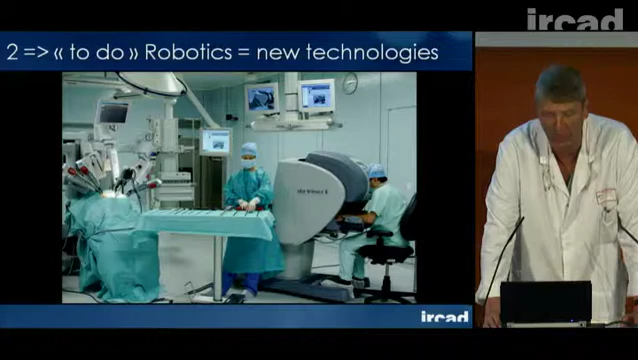 ircad
2 => « to do » Robotics = new technologies
da Vinci
ircad